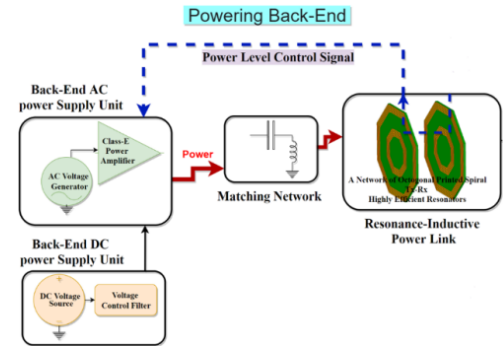 Powering Back-End
Power Level Control Signal
Back-End AC
power Supply Unit
Class-E
Power
Amplifier
AC Voltage
Generator
Power
Matching Network
A Network of Octogonal Printed Spiral
Tx-Rx
Highly Efficient Resonators
Resonance-Inductive
Power Link
Back-End DC
power Supply Unit
DC Voltage
Source
Voltage
Control Filter